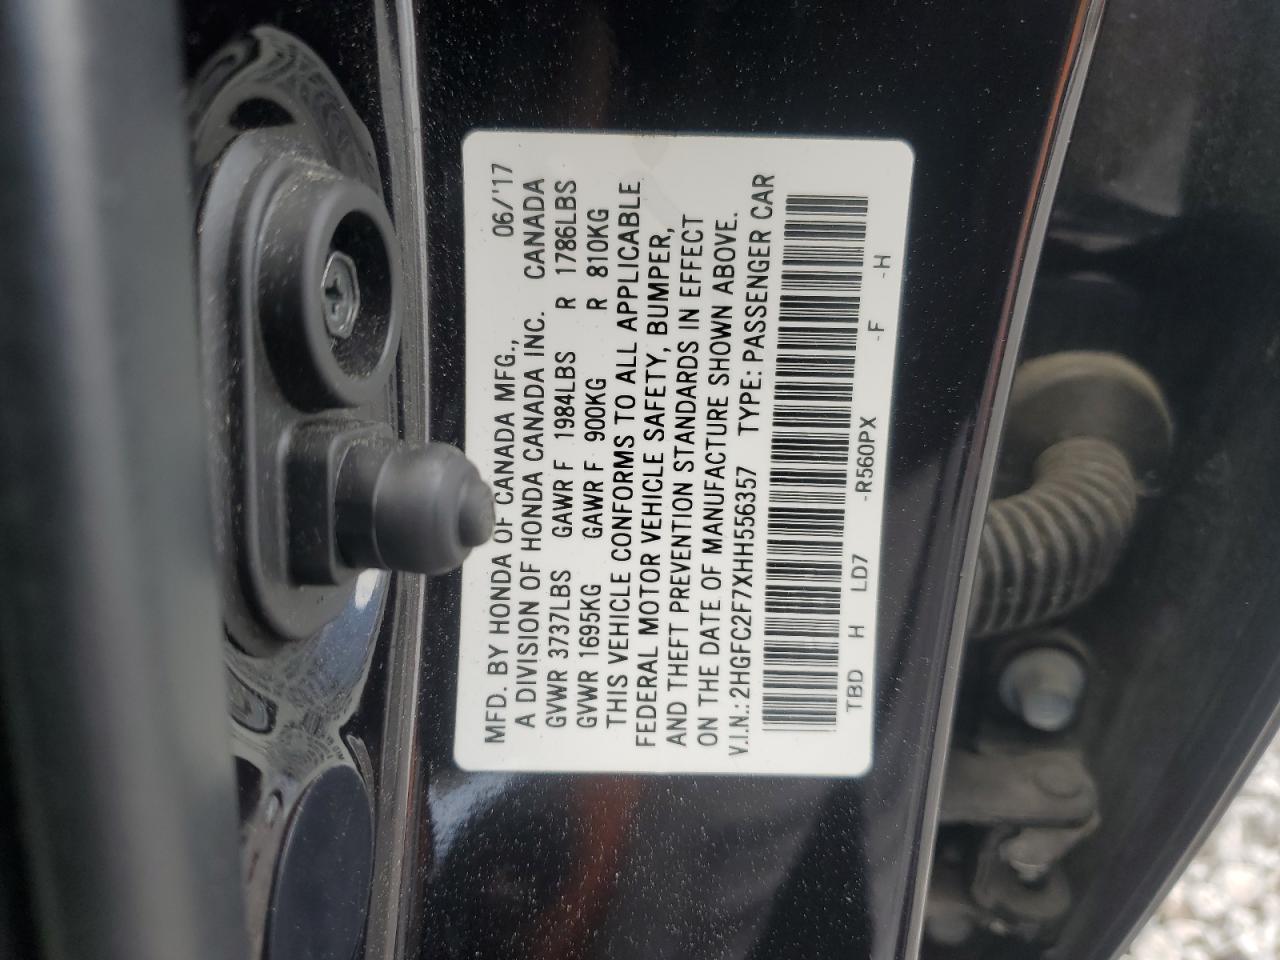 MFD. BY HONDA OF CANADA MFG., 06/'17
A DIVISION OF HONDA CANADA INC. CANADA
GVWR 3737LBS GAWR F 1984LBS R 1786LBS
GVWR 1695KG GAWR F 900KG R 810KG
THIS VEHICLE CONFORMS TO ALL APPLICABLE
FEDERAL MOTOR VEHICLE SAFETY, BUMPER,
AND THEFT PREVENTION STANDARDS IN EFFECT
ON THE DATE OF MANUFACTURE SHOWN ABOVE.
V.I.N.: 2HGFC2F7XHH556357 TYPE: PASSENGER CAR
TBD H LD7 -R560PX -F -H